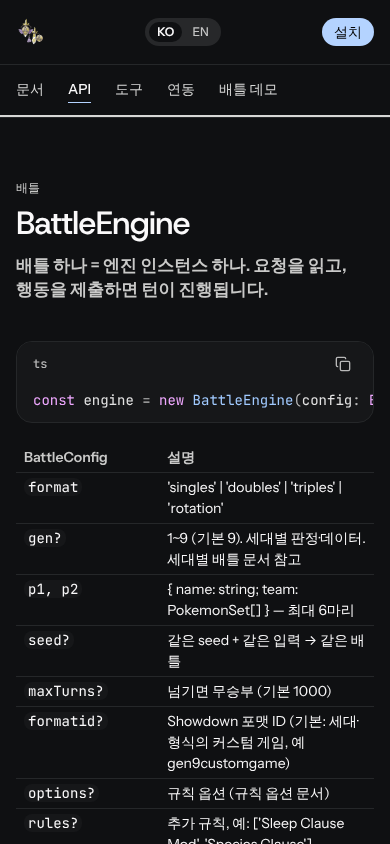 KO EN 설치
문서 API 도구 연동 배틀 데모
배틀
BattleEngine
배틀 하나 = 엔진 인스턴스 하나. 요청을 읽고,
행동을 제출하면 턴이 진행됩니다.
ts
const engine = new BattleEngine(config:
BattleConfig 설명
format 'singles' | 'doubles' | 'triples' |
'rotation'
gen? 1~9 (기본 9). 세대별 판정·데이터.
세대별 배틀 문서 참고
p1, p2 { name: string; team:
PokemonSet[] } — 최대 6마리
seed? 같은 seed + 같은 입력 → 같은 배
틀
maxTurns? 넘기면 무승부 (기본 1000)
formatid? Showdown 포맷 ID (기본: 세대·
형식의 커스텀 게임, 예
gen9customgame)
options? 규칙 옵션 (규칙 옵션 문서)
rules? 추가 규칙, 예: ['Sleep Clause
Mod', 'Species Clause']